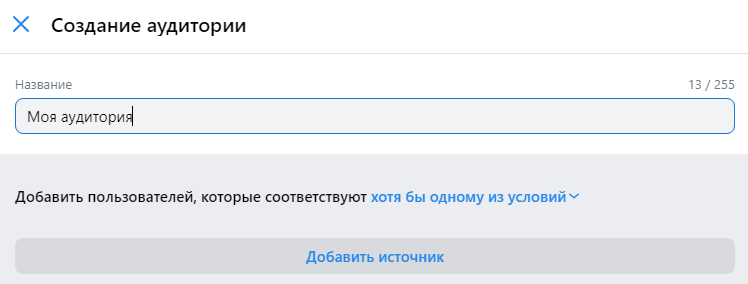 Создание аудитории
Название 13 / 255
Моя аудитория
Добавить пользователей, которые соответствуют хотя бы одному из условий
Добавить источник